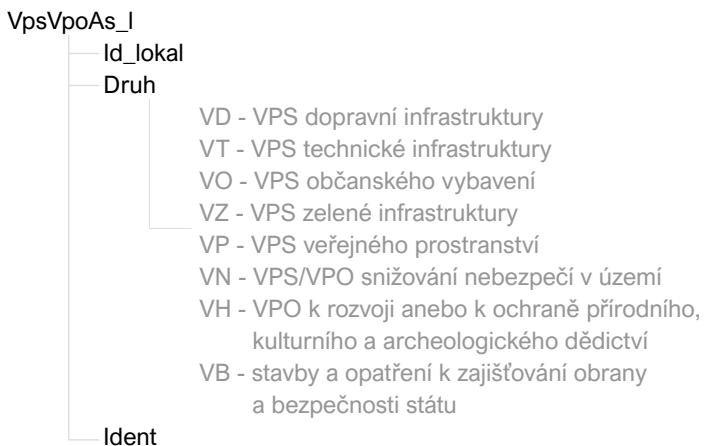 VpsVpoAs_l
Id_lokal
Druh
VD - VPS dopravní infrastruktury
VT - VPS technické infrastruktury
VO - VPS občanského vybavení
VZ - VPS zelené infrastruktury
VP - VPS veřejného prostranství
VN - VPS/VPO snižování nebezpečí v území
VH - VPO k rozvoji anebo k ochraně přírodního,
kulturního a archeologického dědictví
VB - stavby a opatření k zajišťování obrany
a bezpečnosti státu
Ident